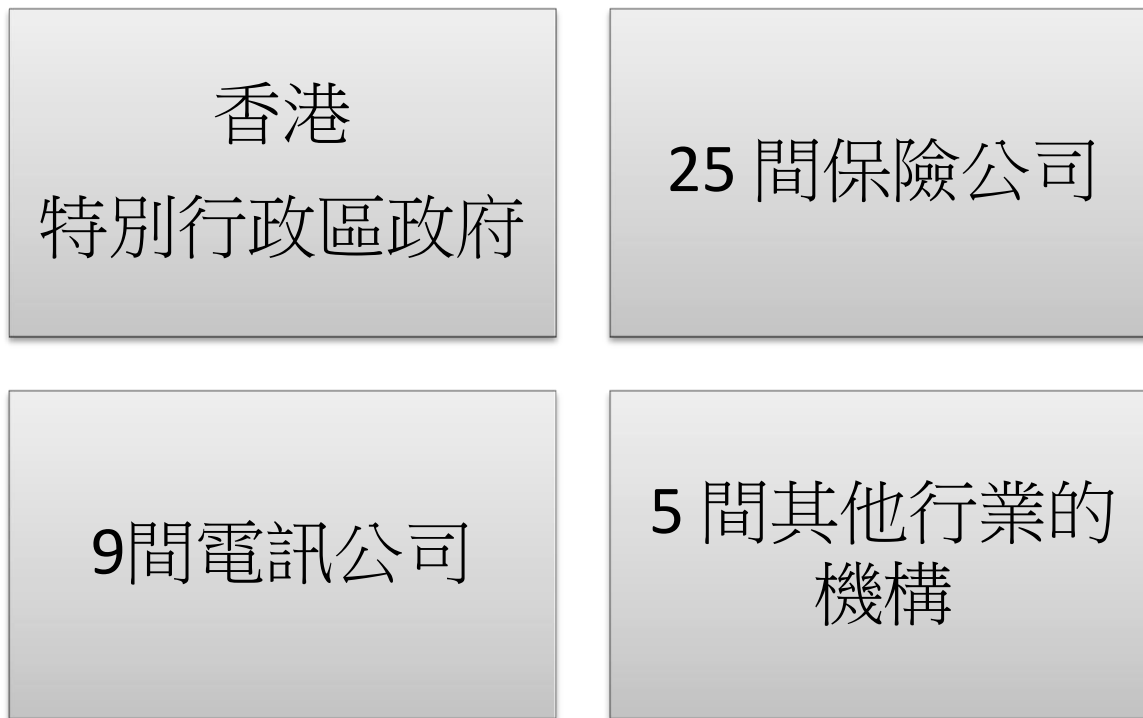 香港
特別行政區政府
25 間保險公司
9間電訊公司
5 間其他行業的
機構